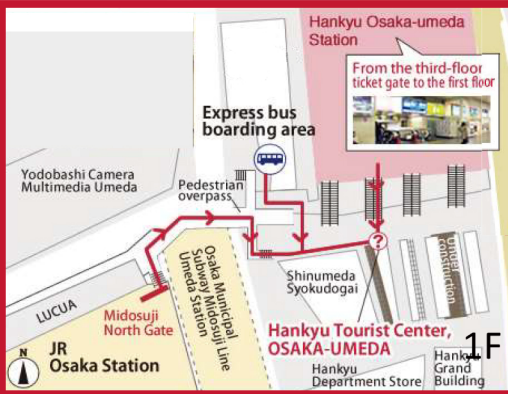 Hankyu Osaka-umeda
Station
From the third-floor
ticket gate to the first floor
Express bus
boarding area
Yodobashi Camera
Multimedia Umeda
Pedestrian
overpass
?
Under
construction
Osaka Municipal
Subway Midosuji Line
Umeda Station
Shinumeda
Syokudogai
LUCUA
Midosuji
North Gate
Hankyu Tourist Center,
OSAKA-UMEDA
1F
N
JR
Osaka Station
Hankyu
Department Store
Hankyu
Grand
Building